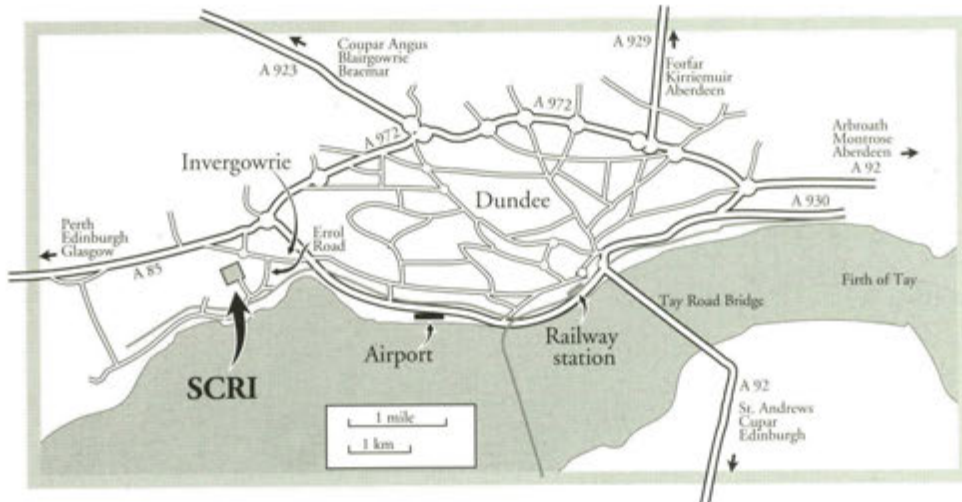 A 929
Coupar Angus
Blairgowrie
Braemar
A 923
Forfar
Kirriemuir
Aberdeen
A 972
A 972
Arbroath
Montrose
Aberdeen
A 92
Invergowrie
Dundee
A 930
Perth
Edinburgh
Glasgow
Errol
Road
A 85
Firth of Tay
Tay Road Bridge
Railway
station
Airport
SCRI
A 92
1 mile
St. Andrews
Cupar
Edinburgh
1 km